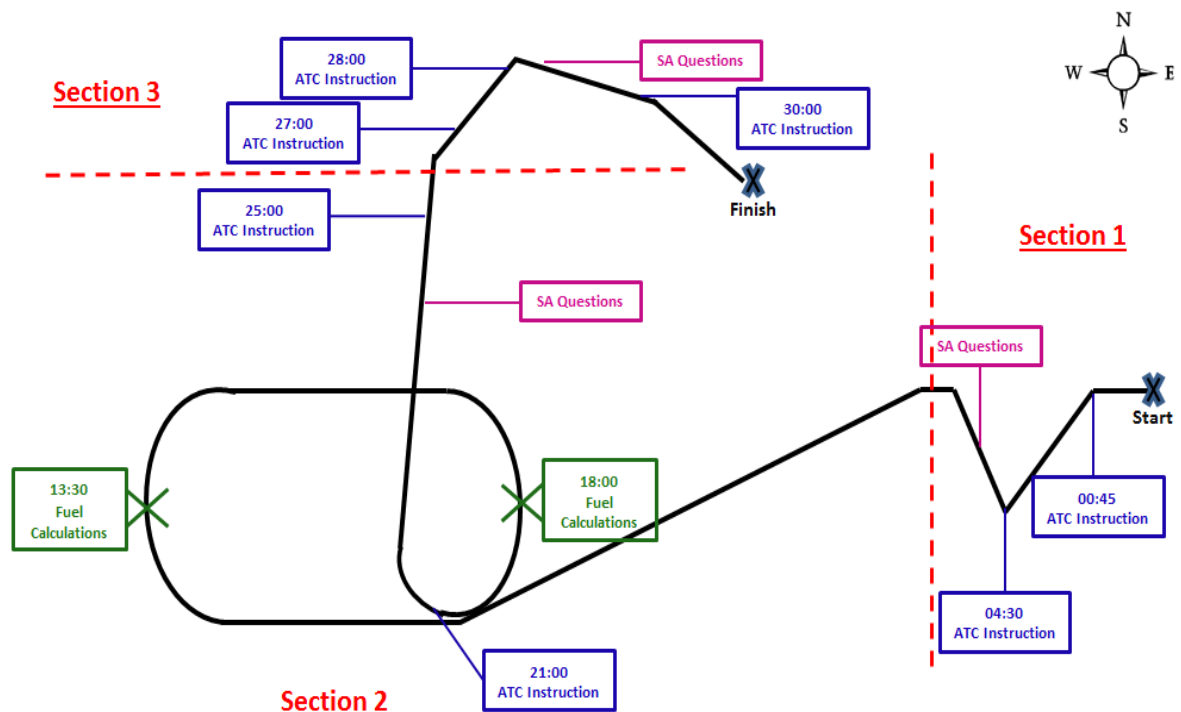 N
W E
S
28:00
ATC Instruction
SA Questions
Section 3
27:00
ATC Instruction
30:00
ATC Instruction
25:00
ATC Instruction
Finish
Section 1
SA Questions
SA Questions
Start
13:30
Fuel
Calculations
18:00
Fuel
Calculations
00:45
ATC Instruction
04:30
ATC Instruction
21:00
ATC Instruction
Section 2